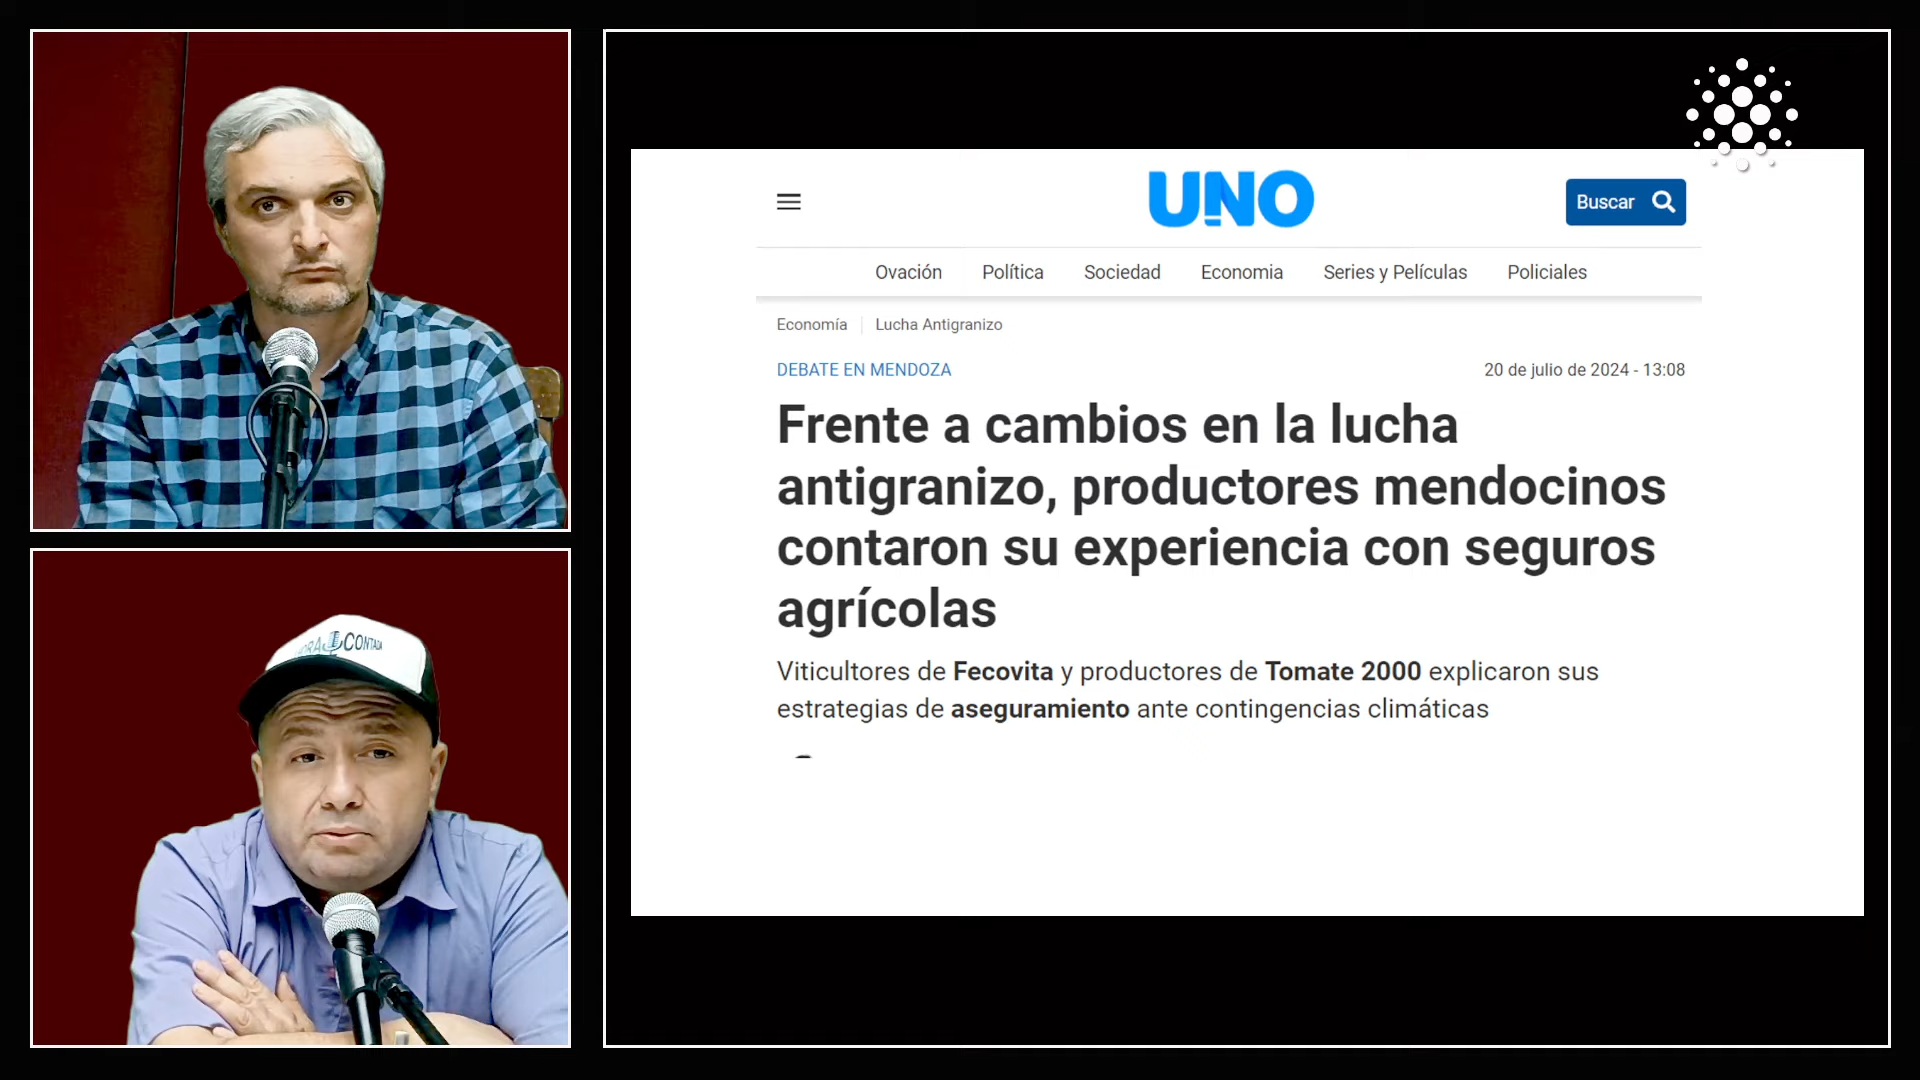 UNO
Buscar
Ovación Política Sociedad Economia Series y Películas Policiales
Economía Lucha Antigranizo
DEBATE EN MENDOZA 20 de julio de 2024 - 13:08
Frente a cambios en la lucha
antigranizo, productores mendocinos
contaron su experiencia con seguros
agrícolas
Viticultores de Fecovita y productores de Tomate 2000 explicaron sus
estrategias de aseguramiento ante contingencias climáticas
CONTADA